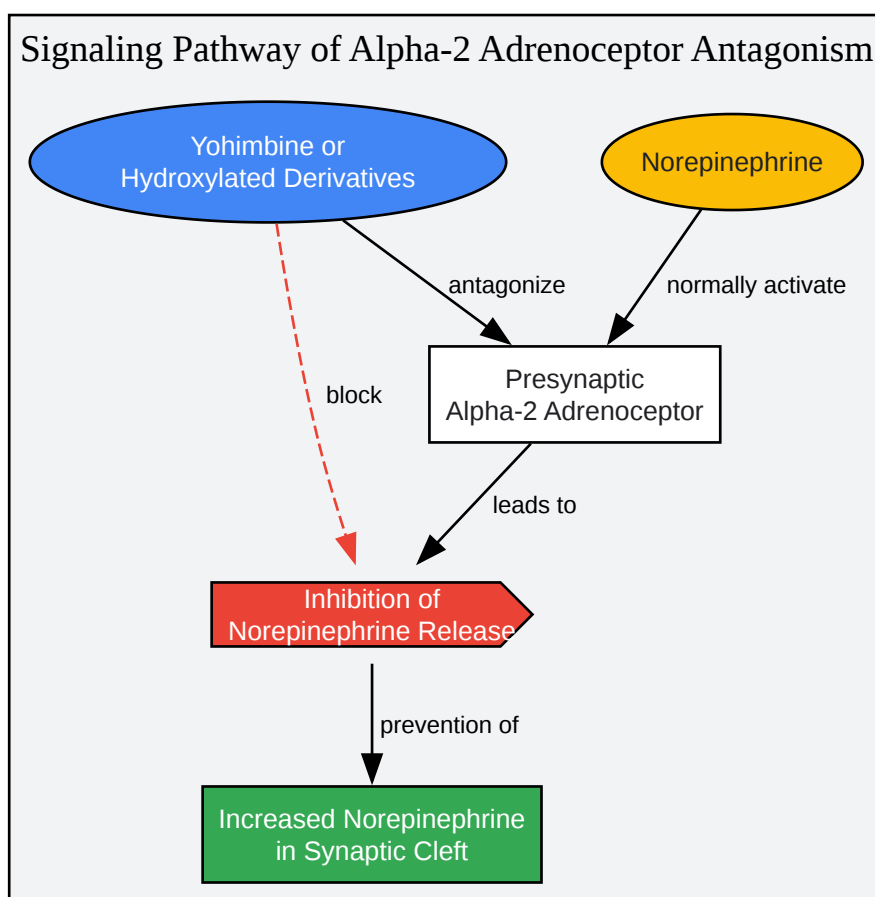 Signaling Pathway of Alpha-2 Adrenoceptor Antagonism
Yohimbine or
Hydroxylated Derivatives
Norepinephrine
antagonize
normally activate
Presynaptic
Alpha-2 Adrenoceptor
block
leads to
Inhibition of
Norepinephrine Release
prevention of
Increased Norepinephrine
in Synaptic Cleft